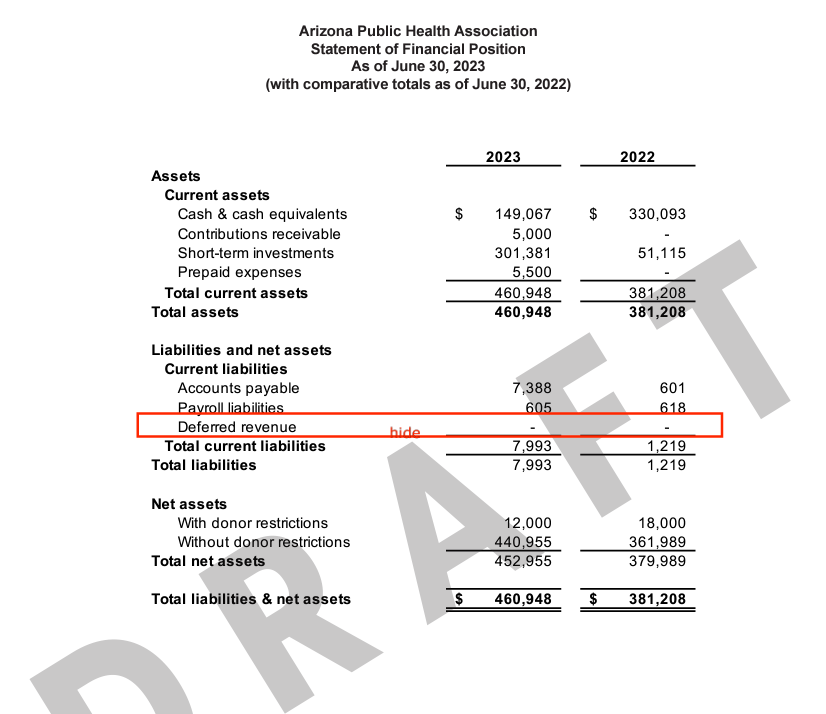 Arizona Public Health Association
Statement of Financial Position
As of June 30, 2023
(with comparative totals as of June 30, 2022)
2023 2022
Assets
Current assets
Cash & cash equivalents $ 149,067 $ 330,093
Contributions receivable 5,000 -
Short-term investments 301,381 51,115
Prepaid expenses 5,500 -
Total current assets 460,948 381,208
Total assets 460,948 381,208
Liabilities and net assets
Current liabilities
Accounts payable 7,388 601
Payroll liabilities 605 618
Deferred revenue hide - -
Total current liabilities 7,993 1,219
Total liabilities 7,993 1,219
Net assets
With donor restrictions 12,000 18,000
Without donor restrictions 440,955 361,989
Total net assets 452,955 379,989
Total liabilities & net assets $ 460,948 $ 381,208
DRAFT